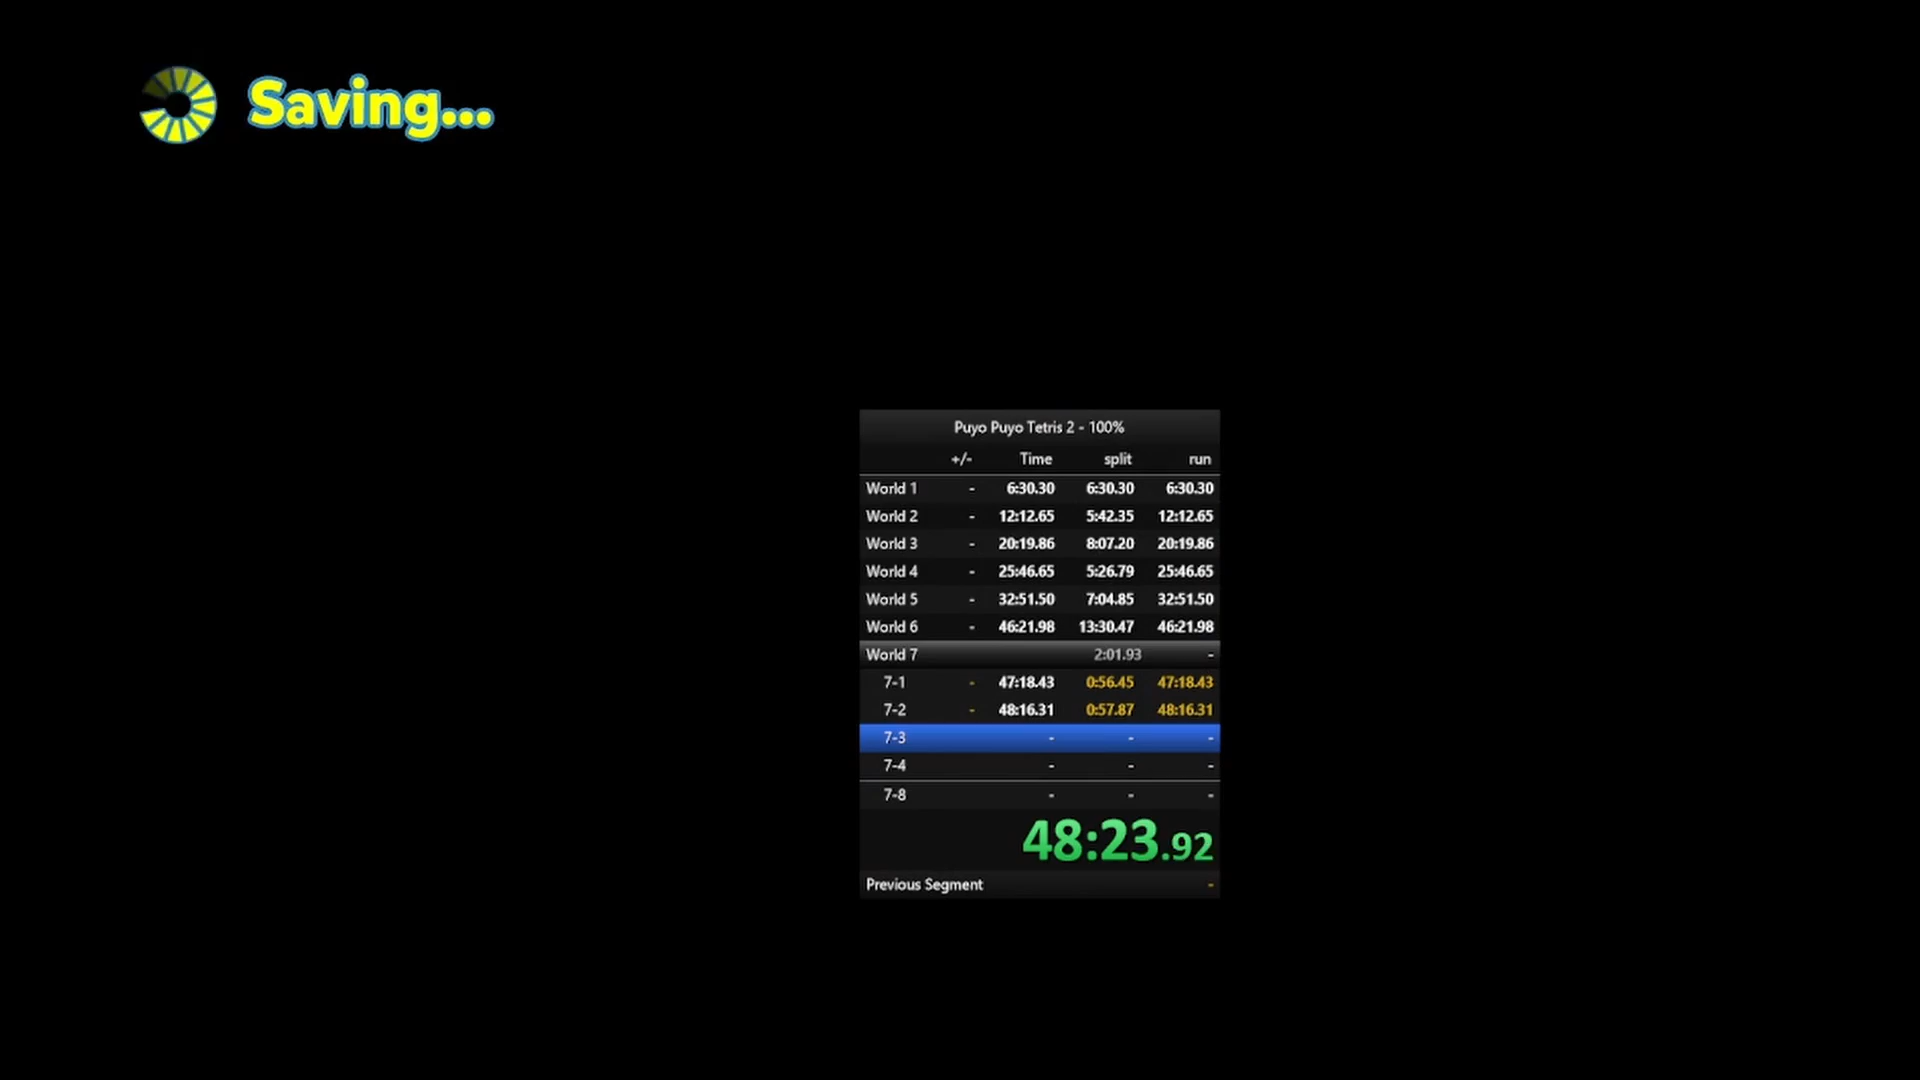 Saving...
Puyo Puyo Tetris 2 - 100%
+/- Time split run
World 1 - 6:30.30 6:30.30 6:30.30
World 2 - 12:12.65 5:42.35 12:12.65
World 3 - 20:19.86 8:07.20 20:19.86
World 4 - 25:46.65 5:26.79 25:46.65
World 5 - 32:51.50 7:04.85 32:51.50
World 6 - 46:21.98 13:30.47 46:21.98
World 7 2:01.93 -
7-1 - 47:18.43 0:56.45 47:18.43
7-2 - 48:16.31 0:57.87 48:16.31
7-3 - - -
7-4 - - -
7-8 - - -
48:23.92
Previous Segment -